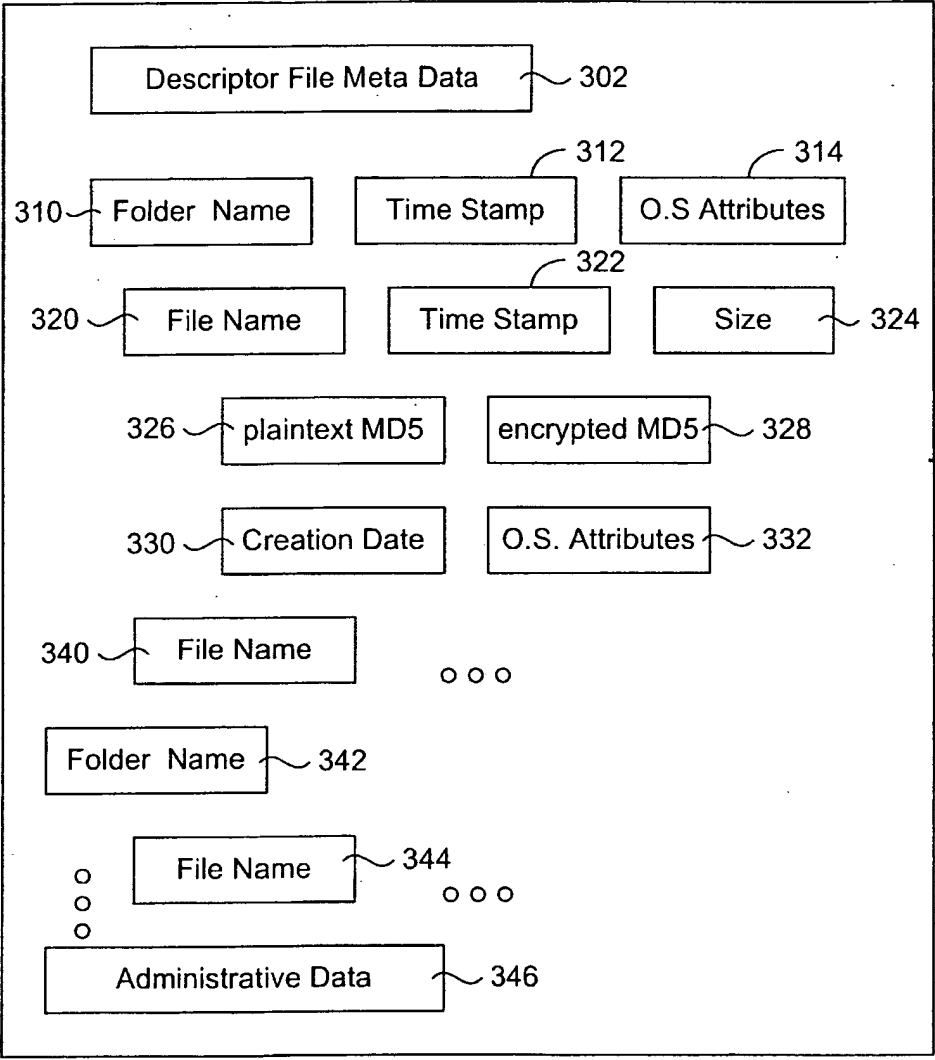 Descriptor File Meta Data 302
312 314
310 Folder Name Time Stamp O.S Attributes
322
320 File Name Time Stamp Size 324
326 plaintext MD5 encrypted MD5 328
330 Creation Date O.S. Attributes 332
340 File Name
Folder Name 342
File Name 344
Administrative Data 346